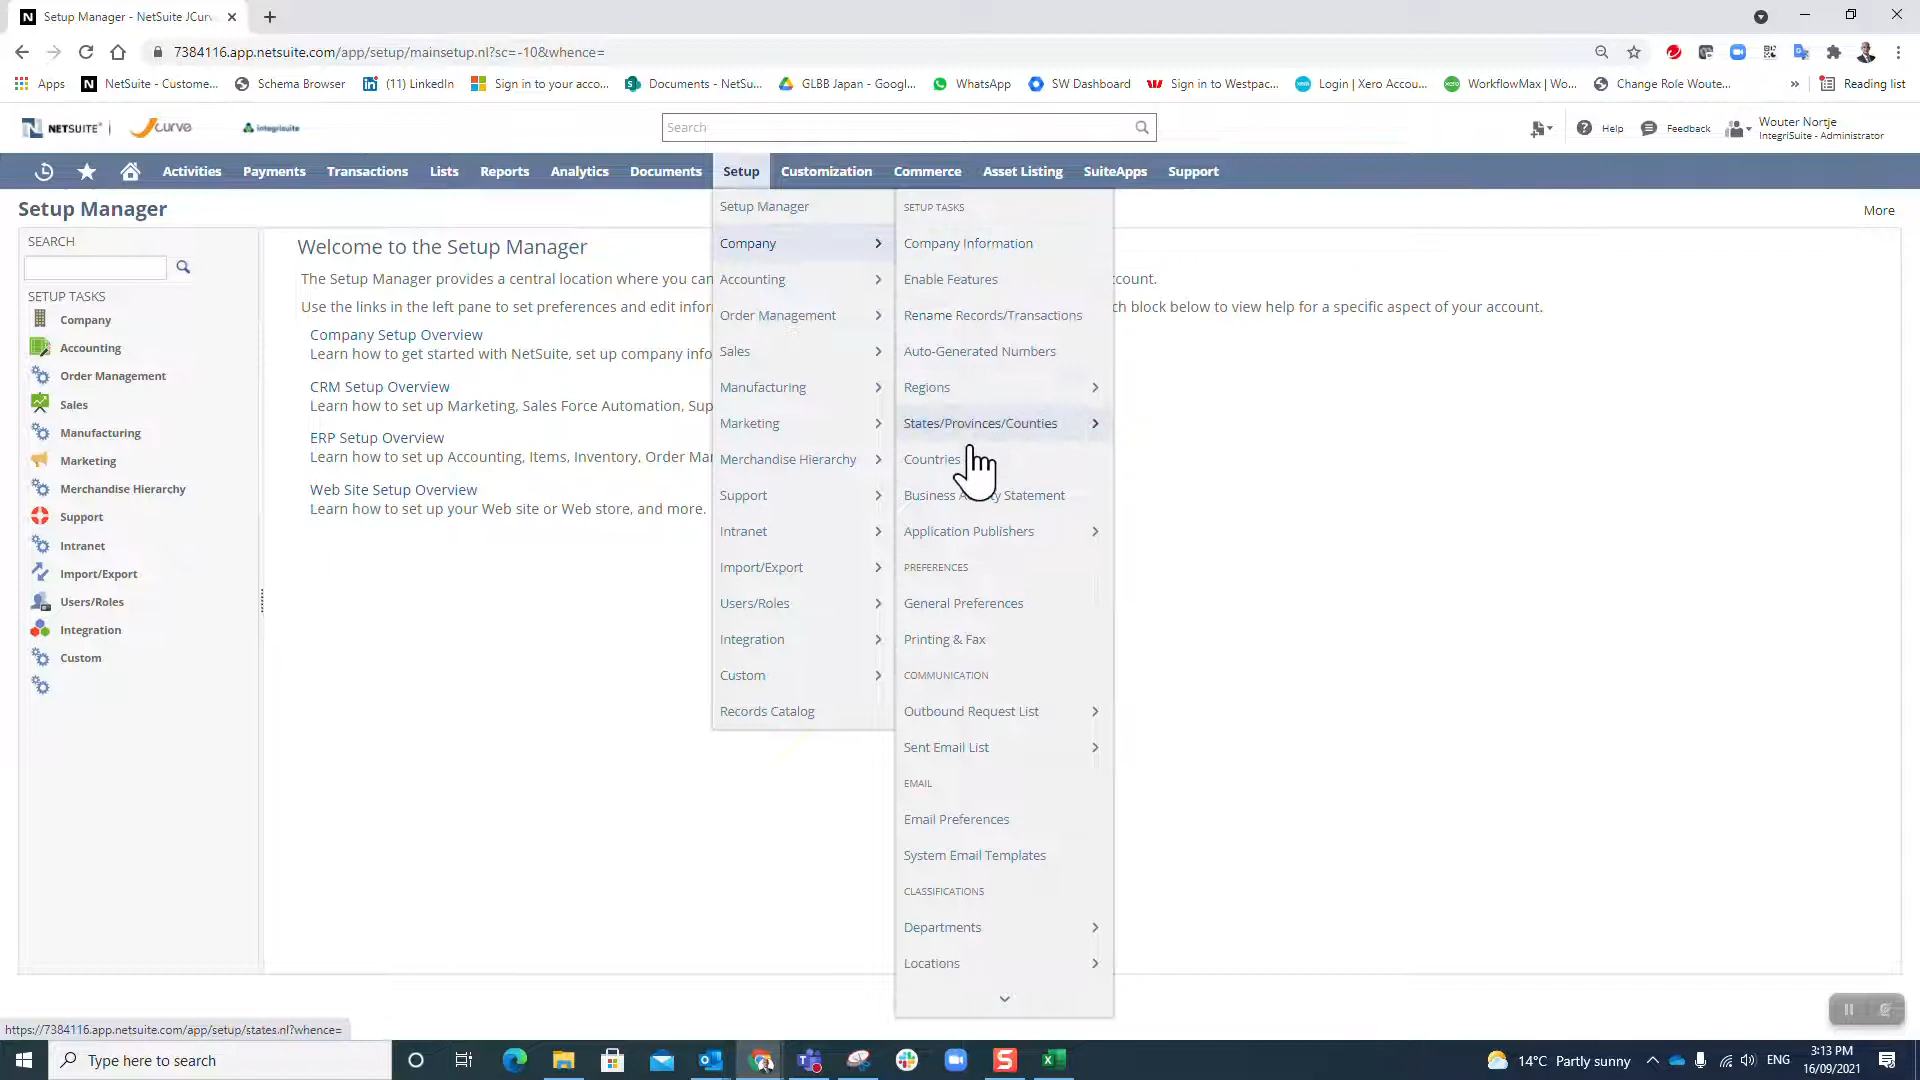 Setup Manager - NetSuite JCurv
7384116.app.netsuite.com/app/setup/mainsetup.nl?sc=-10&whence=
Apps
NetSuite - Custome...
Schema Browser
(11) LinkedIn
Sign in to your acco...
Documents - NetSu...
GLBB Japan - Googl...
WhatsApp
SW Dashboard
Sign in to Westpac...
Login | Xero Accou...
WorkflowMax | Wo...
Change Role Woute...
»
Reading list
NETSUITE
Jcurve
integrisuite
Search
Help
Feedback
Wouter Nortje
IntegriSuite - Administrator
Activities
Payments
Transactions
Lists
Reports
Analytics
Documents
Setup
Customization
Commerce
Asset Listing
SuiteApps
Support
Setup Manager
More
SEARCH
SETUP TASKS
Company
Accounting
Order Management
Sales
Manufacturing
Marketing
Merchandise Hierarchy
Support
Intranet
Import/Export
Users/Roles
Integration
Custom
Welcome to the Setup Manager
The Setup Manager provides a central location where you can
count.
Use the links in the left pane to set preferences and edit infor
ch block below to view help for a specific aspect of your account.
Company Setup Overview
Learn how to get started with NetSuite, set up company info
CRM Setup Overview
Learn how to set up Marketing, Sales Force Automation, Sup
ERP Setup Overview
Learn how to set up Accounting, Items, Inventory, Order Mar
Web Site Setup Overview
Learn how to set up your Web site or Web store, and more.
Setup Manager
Company
Accounting
Order Management
Sales
Manufacturing
Marketing
Merchandise Hierarchy
Support
Intranet
Import/Export
Users/Roles
Integration
Custom
Records Catalog
SETUP TASKS
Company Information
Enable Features
Rename Records/Transactions
Auto-Generated Numbers
Regions
States/Provinces/Counties
Countries
Business A y Statement
Application Publishers
PREFERENCES
General Preferences
Printing & Fax
COMMUNICATION
Outbound Request List
Sent Email List
EMAIL
Email Preferences
System Email Templates
CLASSIFICATIONS
Departments
Locations
https://7384116.app.netsuite.com/app/setup/states.nl?whence=
Type here to search
14°C Partly sunny
ENG
3:13 PM
16/09/2021